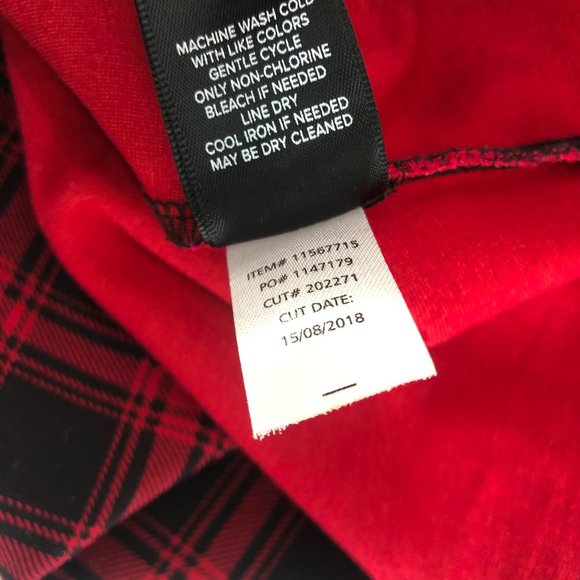 MACHINE WASH COLD
WITH LIKE COLORS
GENTLE CYCLE
ONLY NON-CHLORINE
BLEACH IF NEEDED
LINE DRY
COOL IRON IF NEEDED
MAY BE DRY CLEANED
ITEM# 11567715
PO# 1147179
CUT# 202271
CUT DATE:
15/08/2018